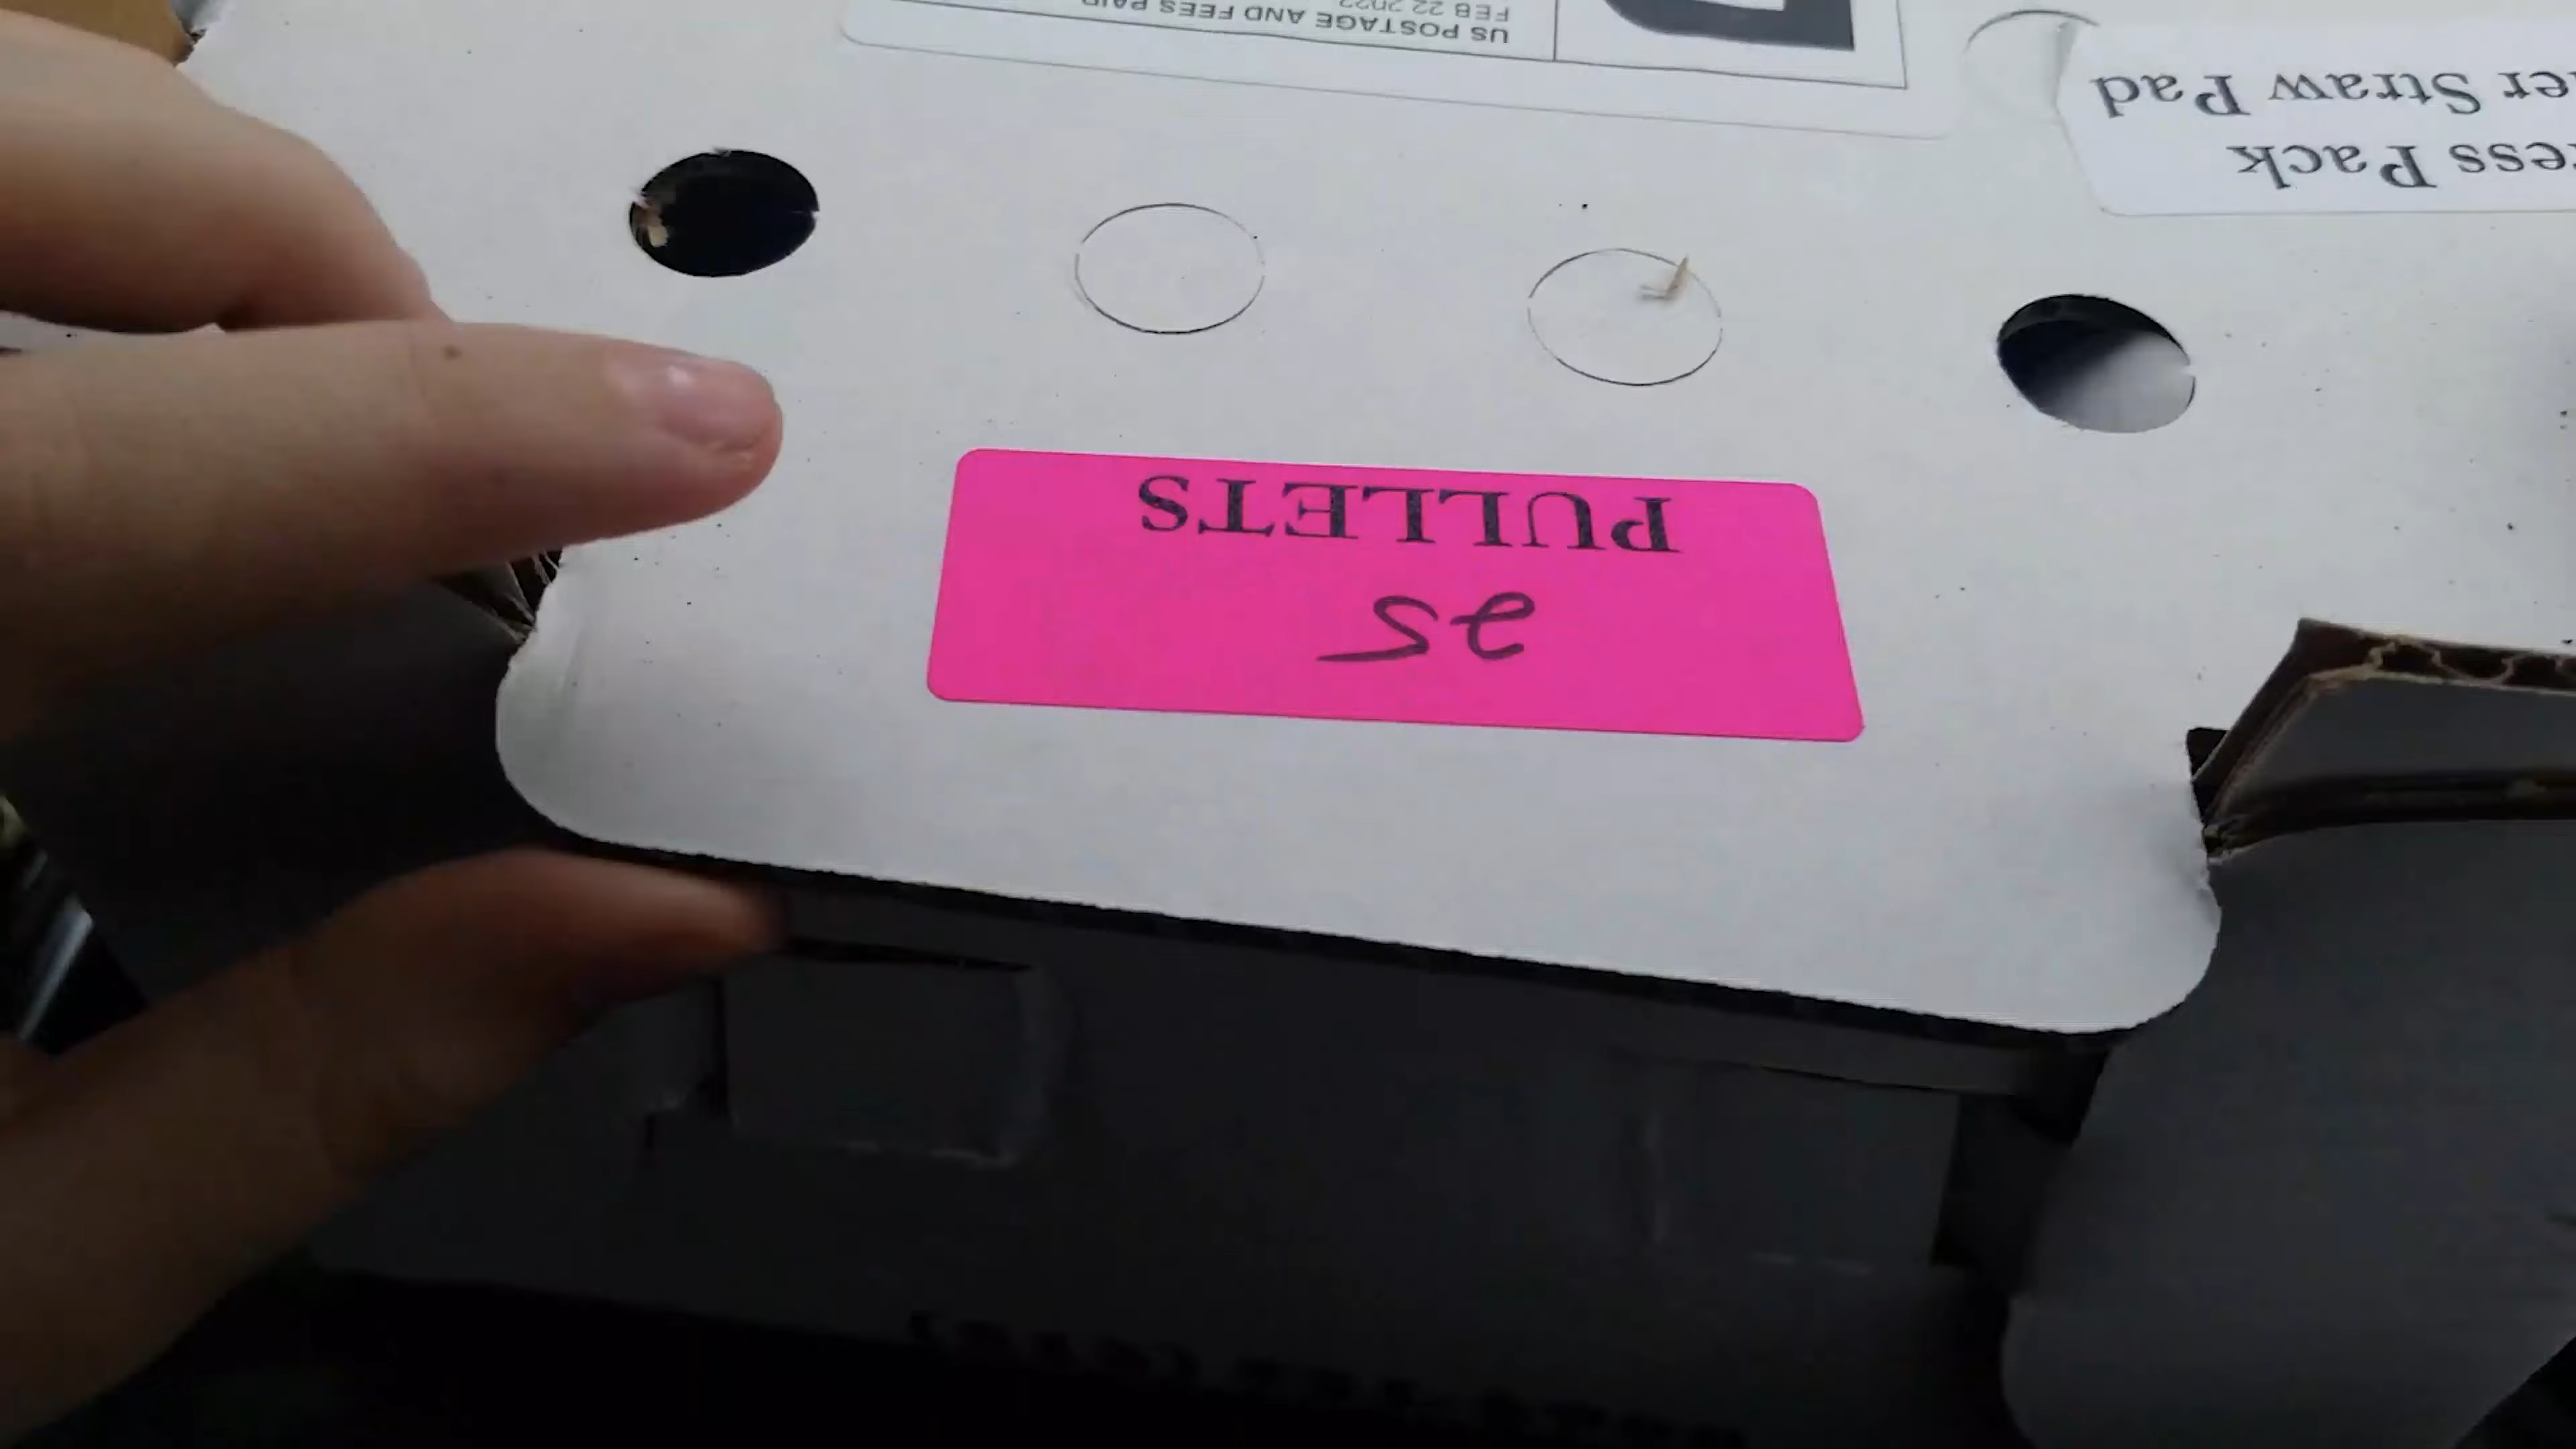 25
PULLETS
ess Pack
er Straw Pad
US POSTAGE AND FEES PAID
FEB 22 2022